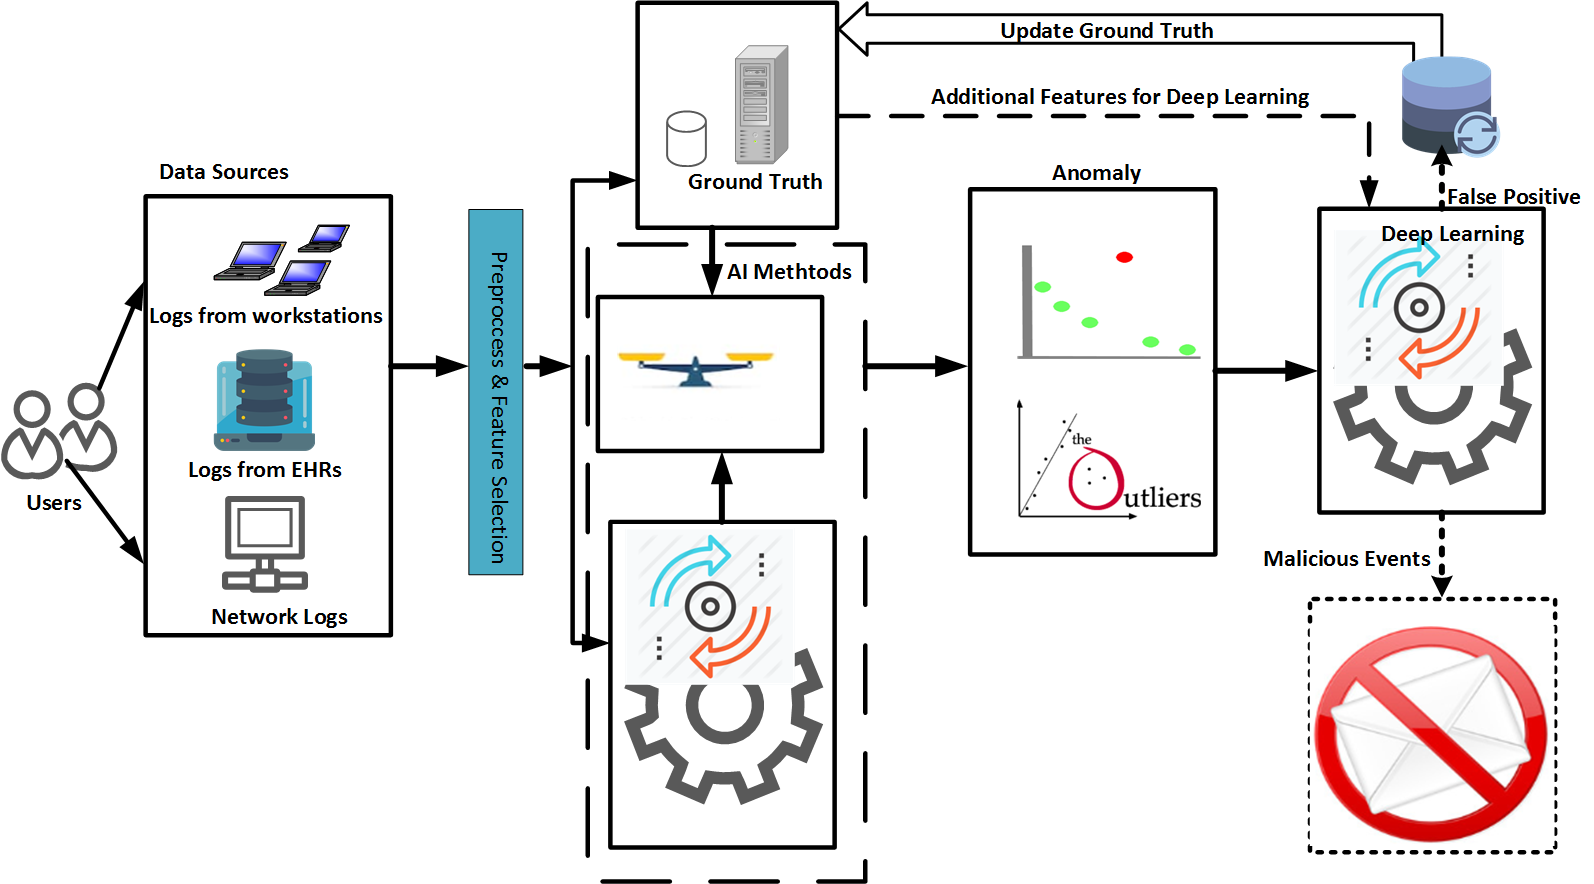 Update Ground Truth
Additional Features for Deep Learning
Data Sources
Ground Truth
Anomaly
False Positive
Deep Learning
AI Methtods
Logs from workstations
Preproccess & Feature Selection
the
Outliers
Logs from EHRs
Users
Malicious Events
Network Logs